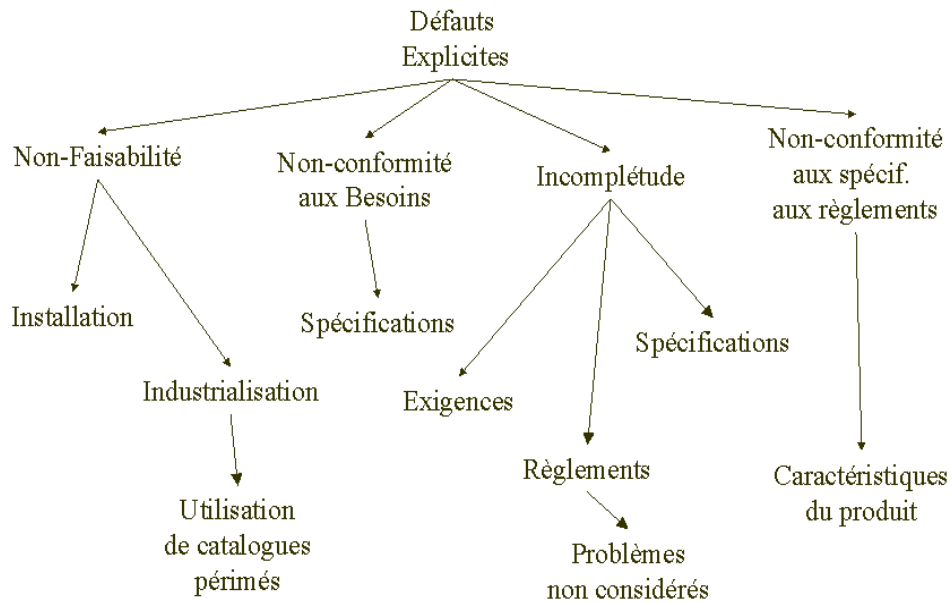 Défauts
Explicites
Non-Faisabilité
Non-conformité
aux Besoins
Incomplétude
Non-conformité
aux spécif.
aux règlements
Installation
Spécifications
Spécifications
Industrialisation
Exigences
Règlements
Caractéristiques
du produit
Utilisation
de catalogues
périmés
Problèmes
non considérés